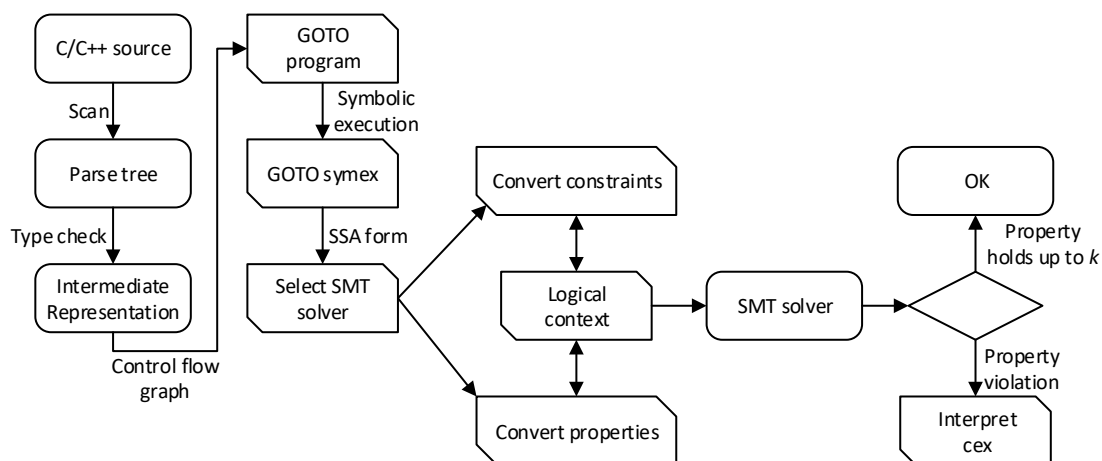 C/C++ source
Scan
Parse tree
Type check
Intermediate
Representation
Control flow
graph
GOTO
program
Symbolic
execution
GOTO symex
SSA form
Select SMT
solver
Convert constraints
Logical
context
Convert properties
SMT solver
OK
Property
holds up to k
Property
violation
Interpret
cex